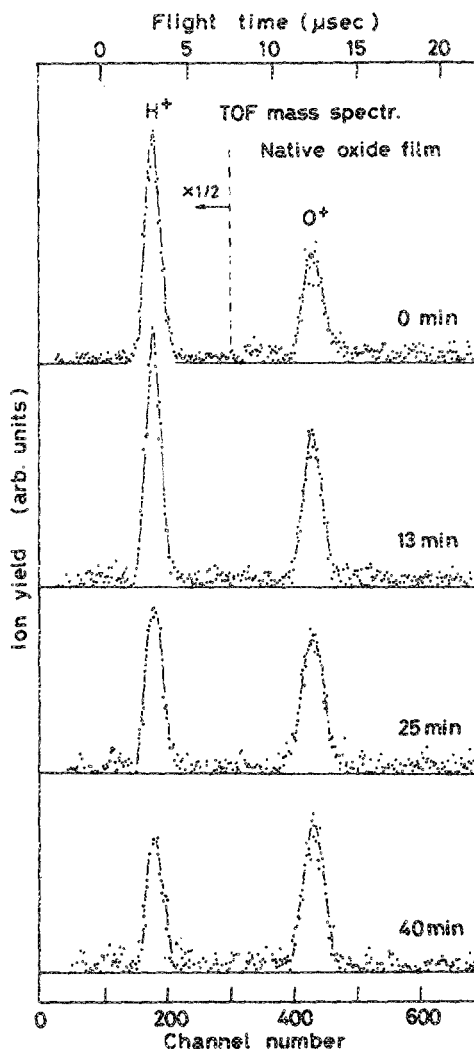 Flight time (μsec)
0 5 10 15 20
H⁺ TOF mass spectr.
Native oxide film
×1/2
O⁺
0 min
13 min
25 min
40 min
ion yield (arb. units)
0 200 400 600
Channel number